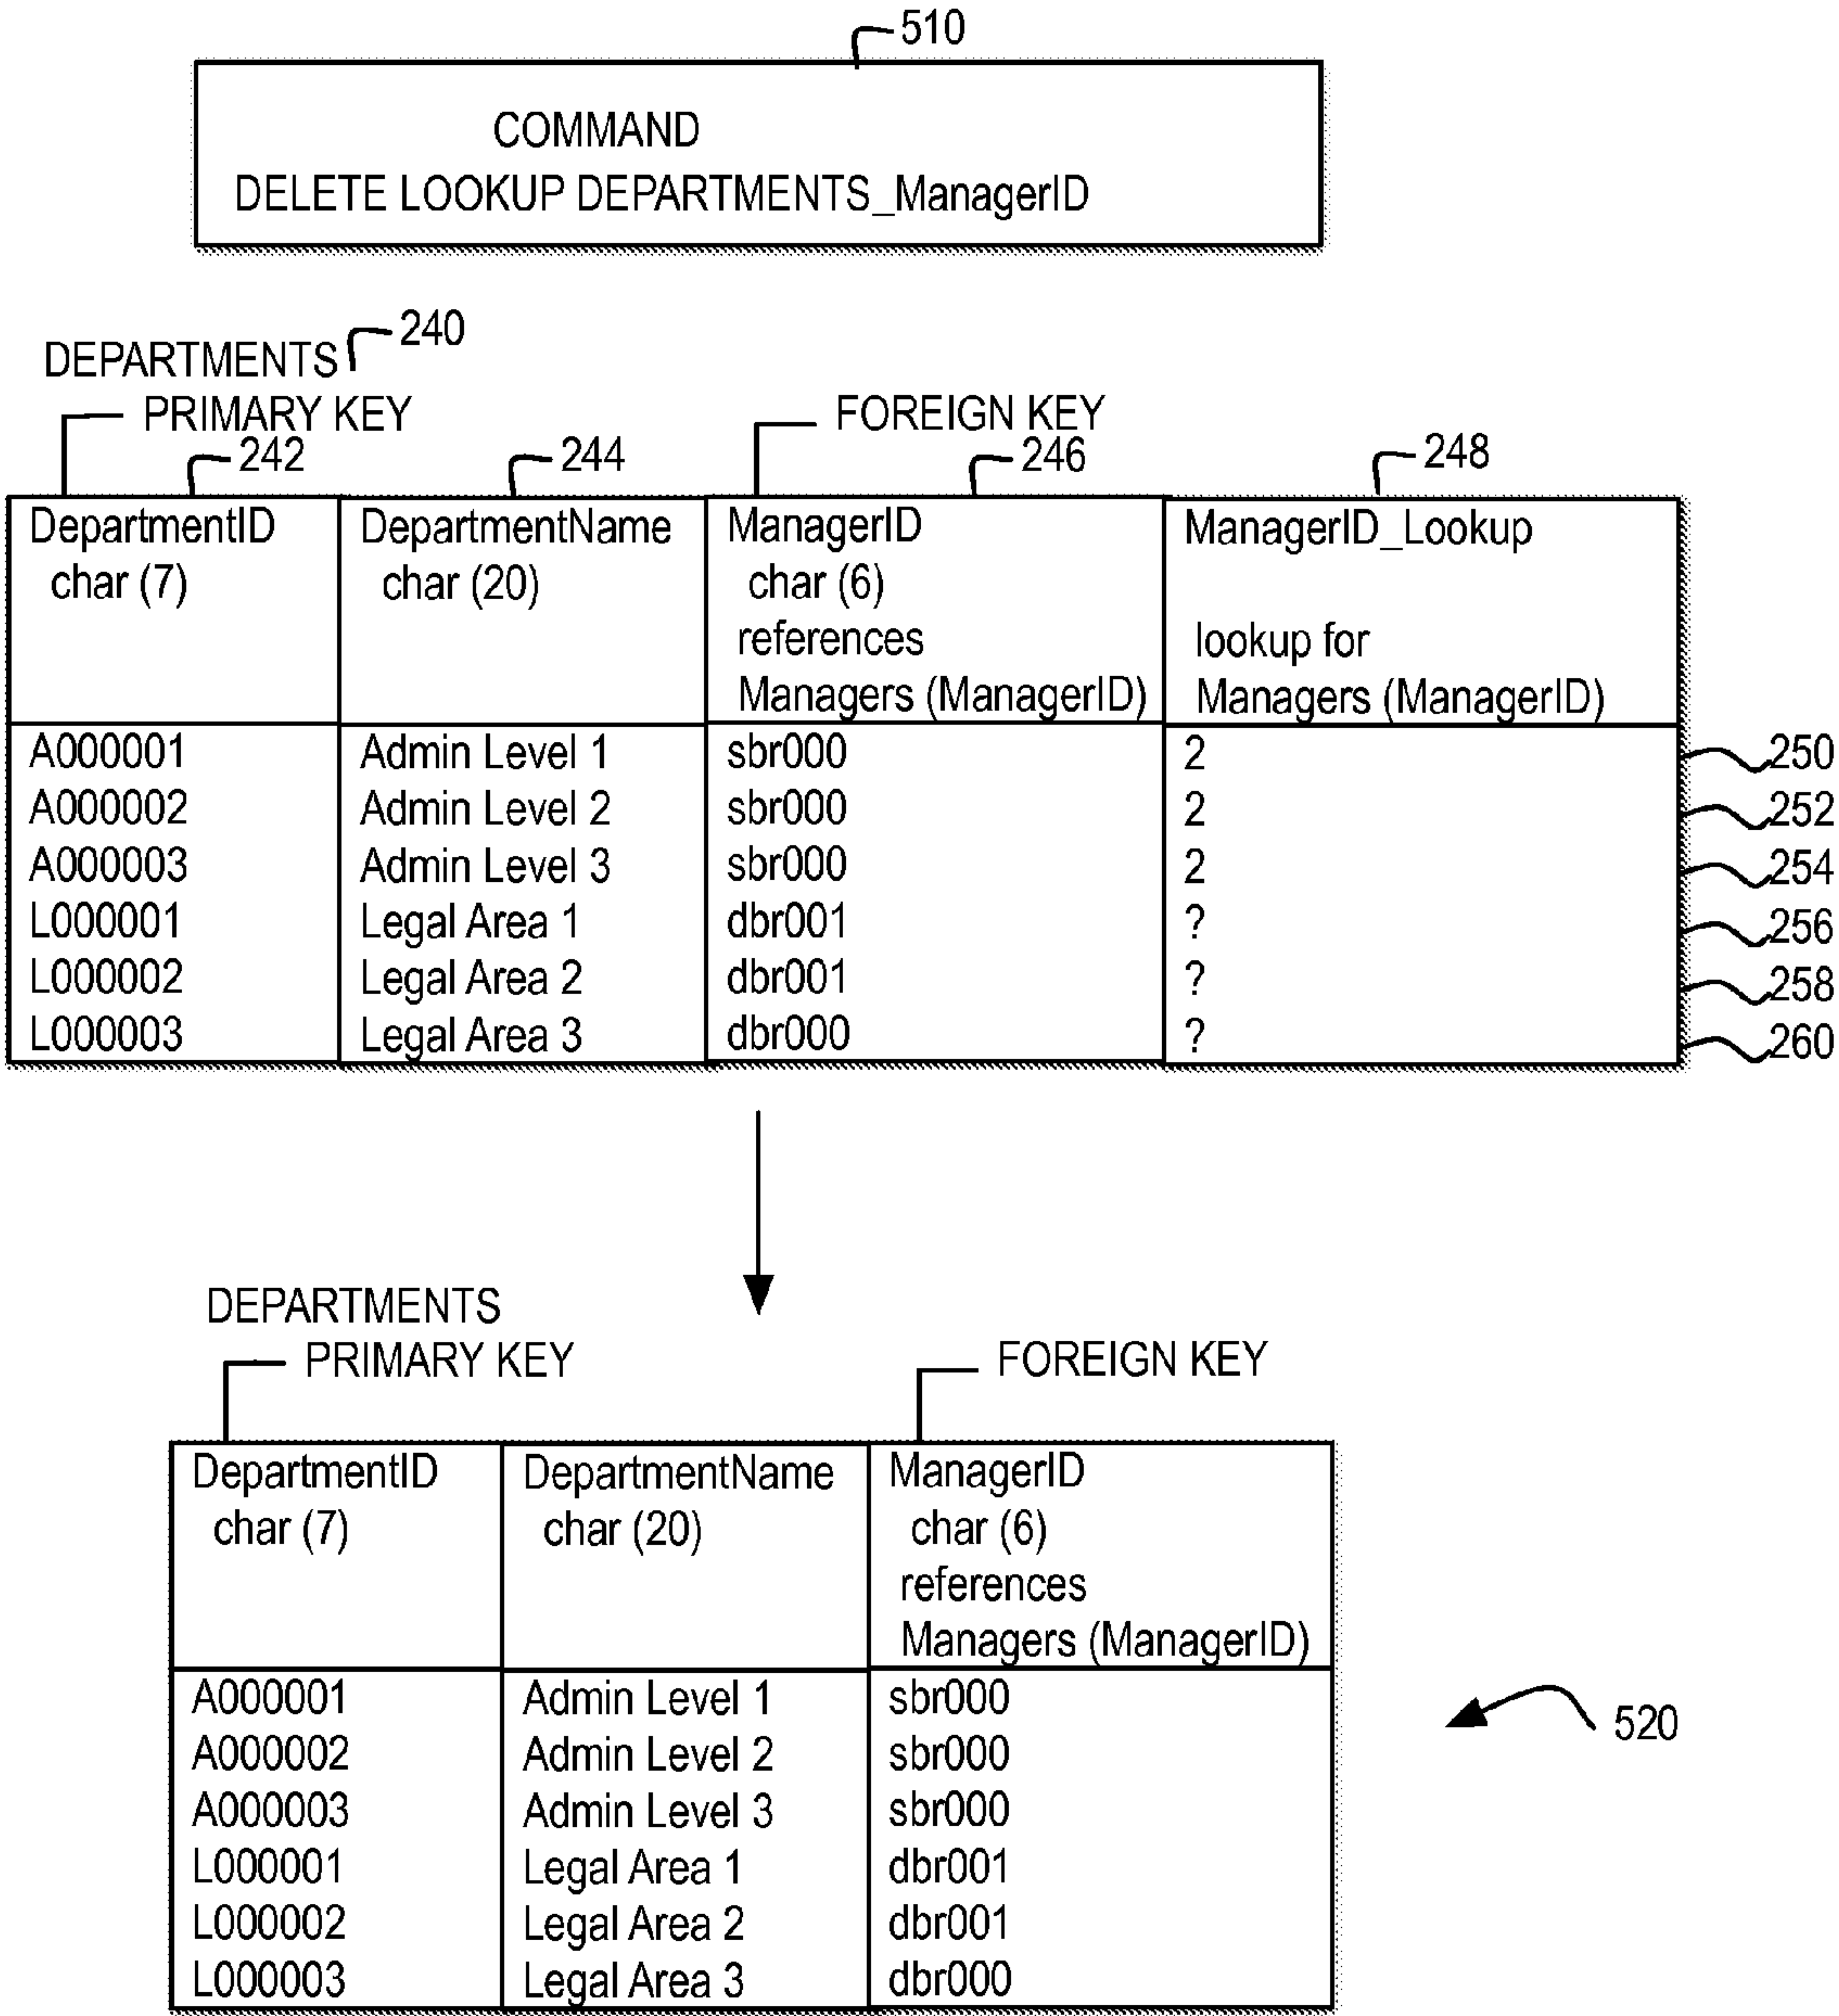 510
COMMAND
DELETE LOOKUP DEPARTMENTS_ManagerID
240
DEPARTMENTS
PRIMARY KEY
FOREIGN KEY
242
244
246
248
DepartmentID
char (7)
DepartmentName
char (20)
ManagerID
char (6)
references
Managers (ManagerID)
ManagerID_Lookup
lookup for
Managers (ManagerID)
A000001 Admin Level 1 sbr000 2 250
A000002 Admin Level 2 sbr000 2 252
A000003 Admin Level 3 sbr000 2 254
L000001 Legal Area 1 dbr001 ? 256
L000002 Legal Area 2 dbr001 ? 258
L000003 Legal Area 3 dbr000 ? 260
DEPARTMENTS
PRIMARY KEY
FOREIGN KEY
DepartmentID
char (7)
DepartmentName
char (20)
ManagerID
char (6)
references
Managers (ManagerID)
A000001 Admin Level 1 sbr000
A000002 Admin Level 2 sbr000
A000003 Admin Level 3 sbr000
L000001 Legal Area 1 dbr001
L000002 Legal Area 2 dbr001
L000003 Legal Area 3 dbr000
520